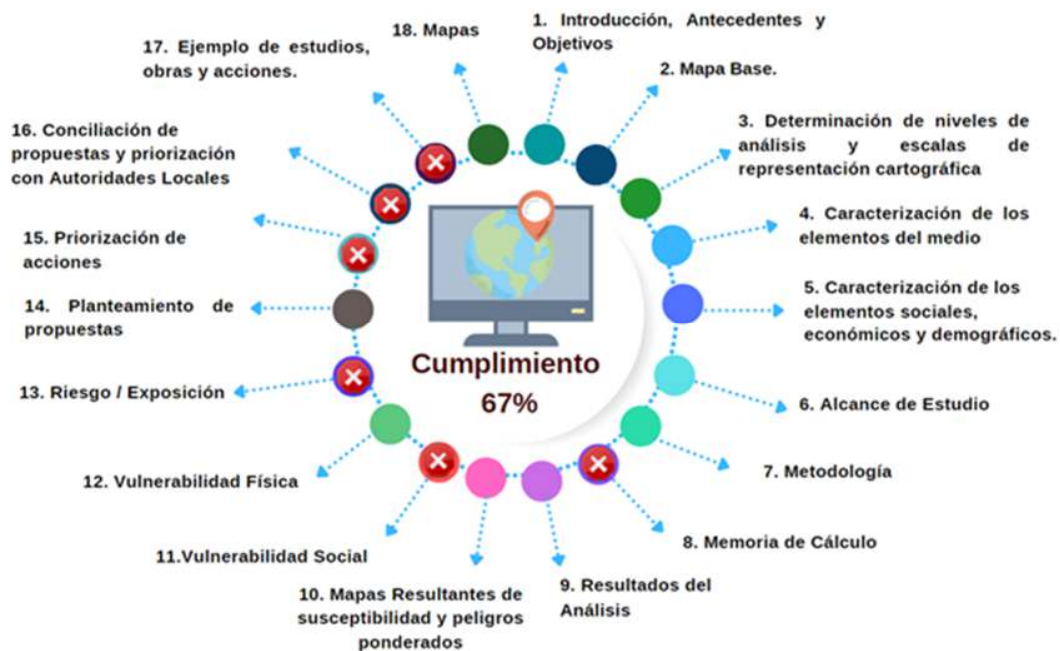 1. Introducción, Antecedentes y
Objetivos
2. Mapa Base.
3. Determinación de niveles de
análisis y escalas de
representación cartográfica
4. Caracterización de los
elementos del medio
5. Caracterización de los
elementos sociales,
económicos y demográficos.
6. Alcance de Estudio
7. Metodología
8. Memoria de Cálculo
9. Resultados del
Análisis
10. Mapas Resultantes de
susceptibilidad y peligros
ponderados
11.Vulnerabilidad Social
12. Vulnerabilidad Física
13. Riesgo / Exposición
14. Planteamiento de
propuestas
15. Priorización de
acciones
16. Conciliación de
propuestas y priorización
con Autoridades Locales
17. Ejemplo de estudios,
obras y acciones.
18. Mapas
Cumplimiento
67%